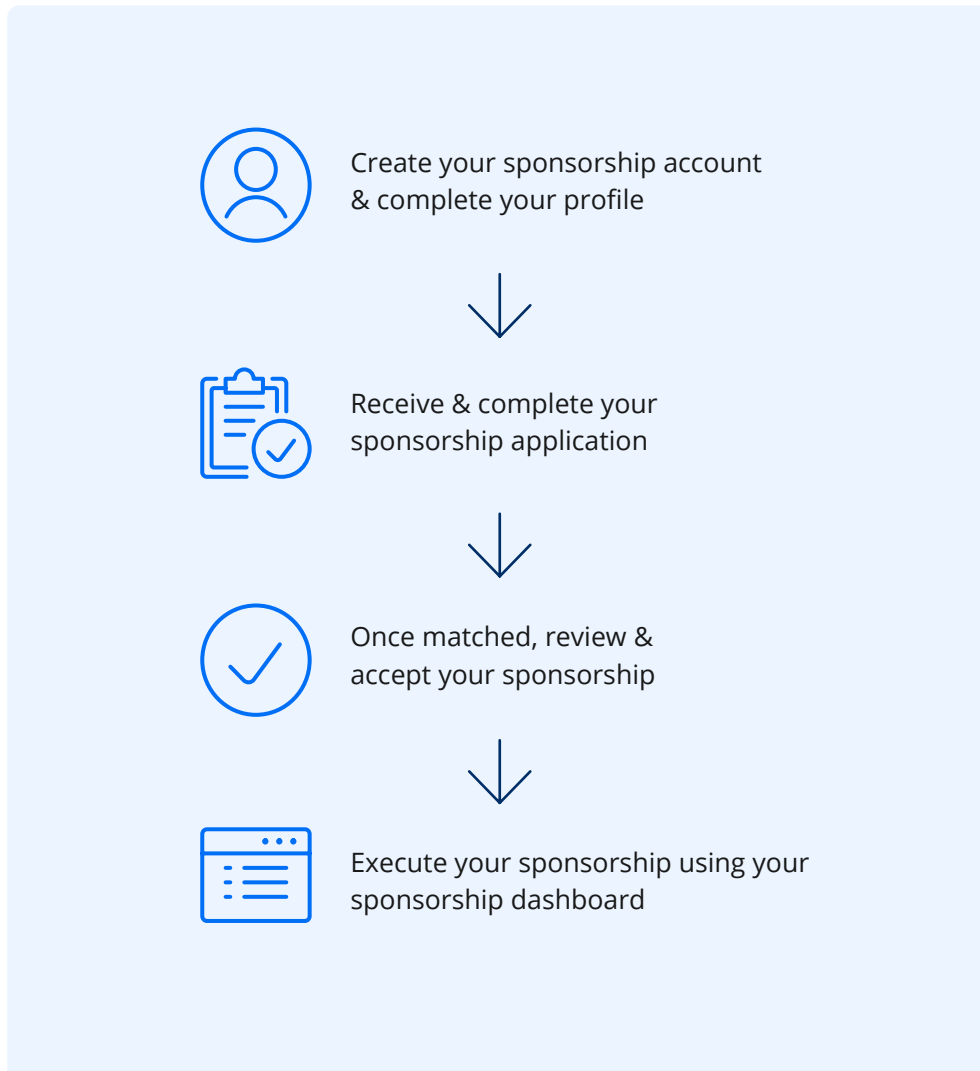 Create your sponsorship account
& complete your profile
Receive & complete your
sponsorship application
Once matched, review &
accept your sponsorship
Execute your sponsorship using your
sponsorship dashboard